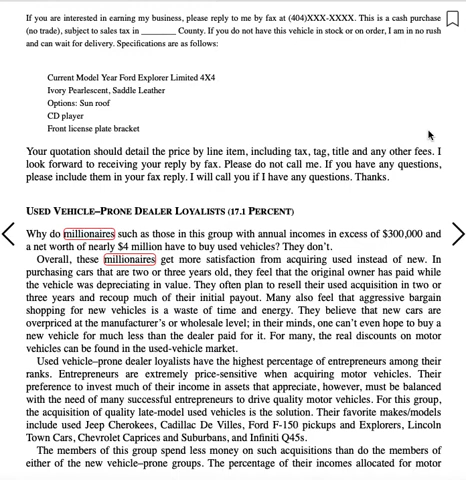 If you are interested in earning my business, please reply to me by fax at (404)XXX-XXXX. This is a cash purchase
(no trade), subject to sales tax in ________ County. If you do not have this vehicle in stock or on order, I am in no rush
and can wait for delivery. Specifications are as follows:
Current Model Year Ford Explorer Limited 4X4
Ivory Pearlescent, Saddle Leather
Options: Sun roof
CD player
Front license plate bracket
Your quotation should detail the price by line item, including tax, tag, title and any other fees. I
look forward to receiving your reply by fax. Please do not call me. If you have any questions,
please include them in your fax reply. I will call you if I have any questions. Thanks.
USED VEHICLE–PRONE DEALER LOYALISTS (17.1 PERCENT)
Why do millionaires such as those in this group with annual incomes in excess of $300,000 and
a net worth of nearly $4 million have to buy used vehicles? They don't.
Overall, these millionaires get more satisfaction from acquiring used instead of new. In
purchasing cars that are two or three years old, they feel that the original owner has paid while
the vehicle was depreciating in value. They often plan to resell their used acquisition in two or
three years and recoup much of their initial payout. Many also feel that aggressive bargain
shopping for new vehicles is a waste of time and energy. They believe that new cars are
overpriced at the manufacturer's or wholesale level; in their minds, one can't even hope to buy a
new vehicle for much less than the dealer paid for it. For many, the real discounts on motor
vehicles can be found in the used-vehicle market.
Used vehicle–prone dealer loyalists have the highest percentage of entrepreneurs among their
ranks. Entrepreneurs are extremely price-sensitive when acquiring motor vehicles. Their
preference to invest much of their income in assets that appreciate, however, must be balanced
with the need of many successful entrepreneurs to drive quality motor vehicles. For this group,
the acquisition of quality late-model used vehicles is the solution. Their favorite makes/models
include used Jeep Cherokees, Cadillac De Villes, Ford F-150 pickups and Explorers, Lincoln
Town Cars, Chevrolet Caprices and Suburbans, and Infiniti Q45s.
The members of this group spend less money on such acquisitions than do the members of
either of the new vehicle–prone groups. The percentage of their incomes allocated for motor